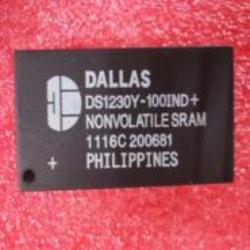 DALLAS
DS1230Y-100IND+
NONVOLATILE SRAM
1116C 200681
+ PHILIPPINES